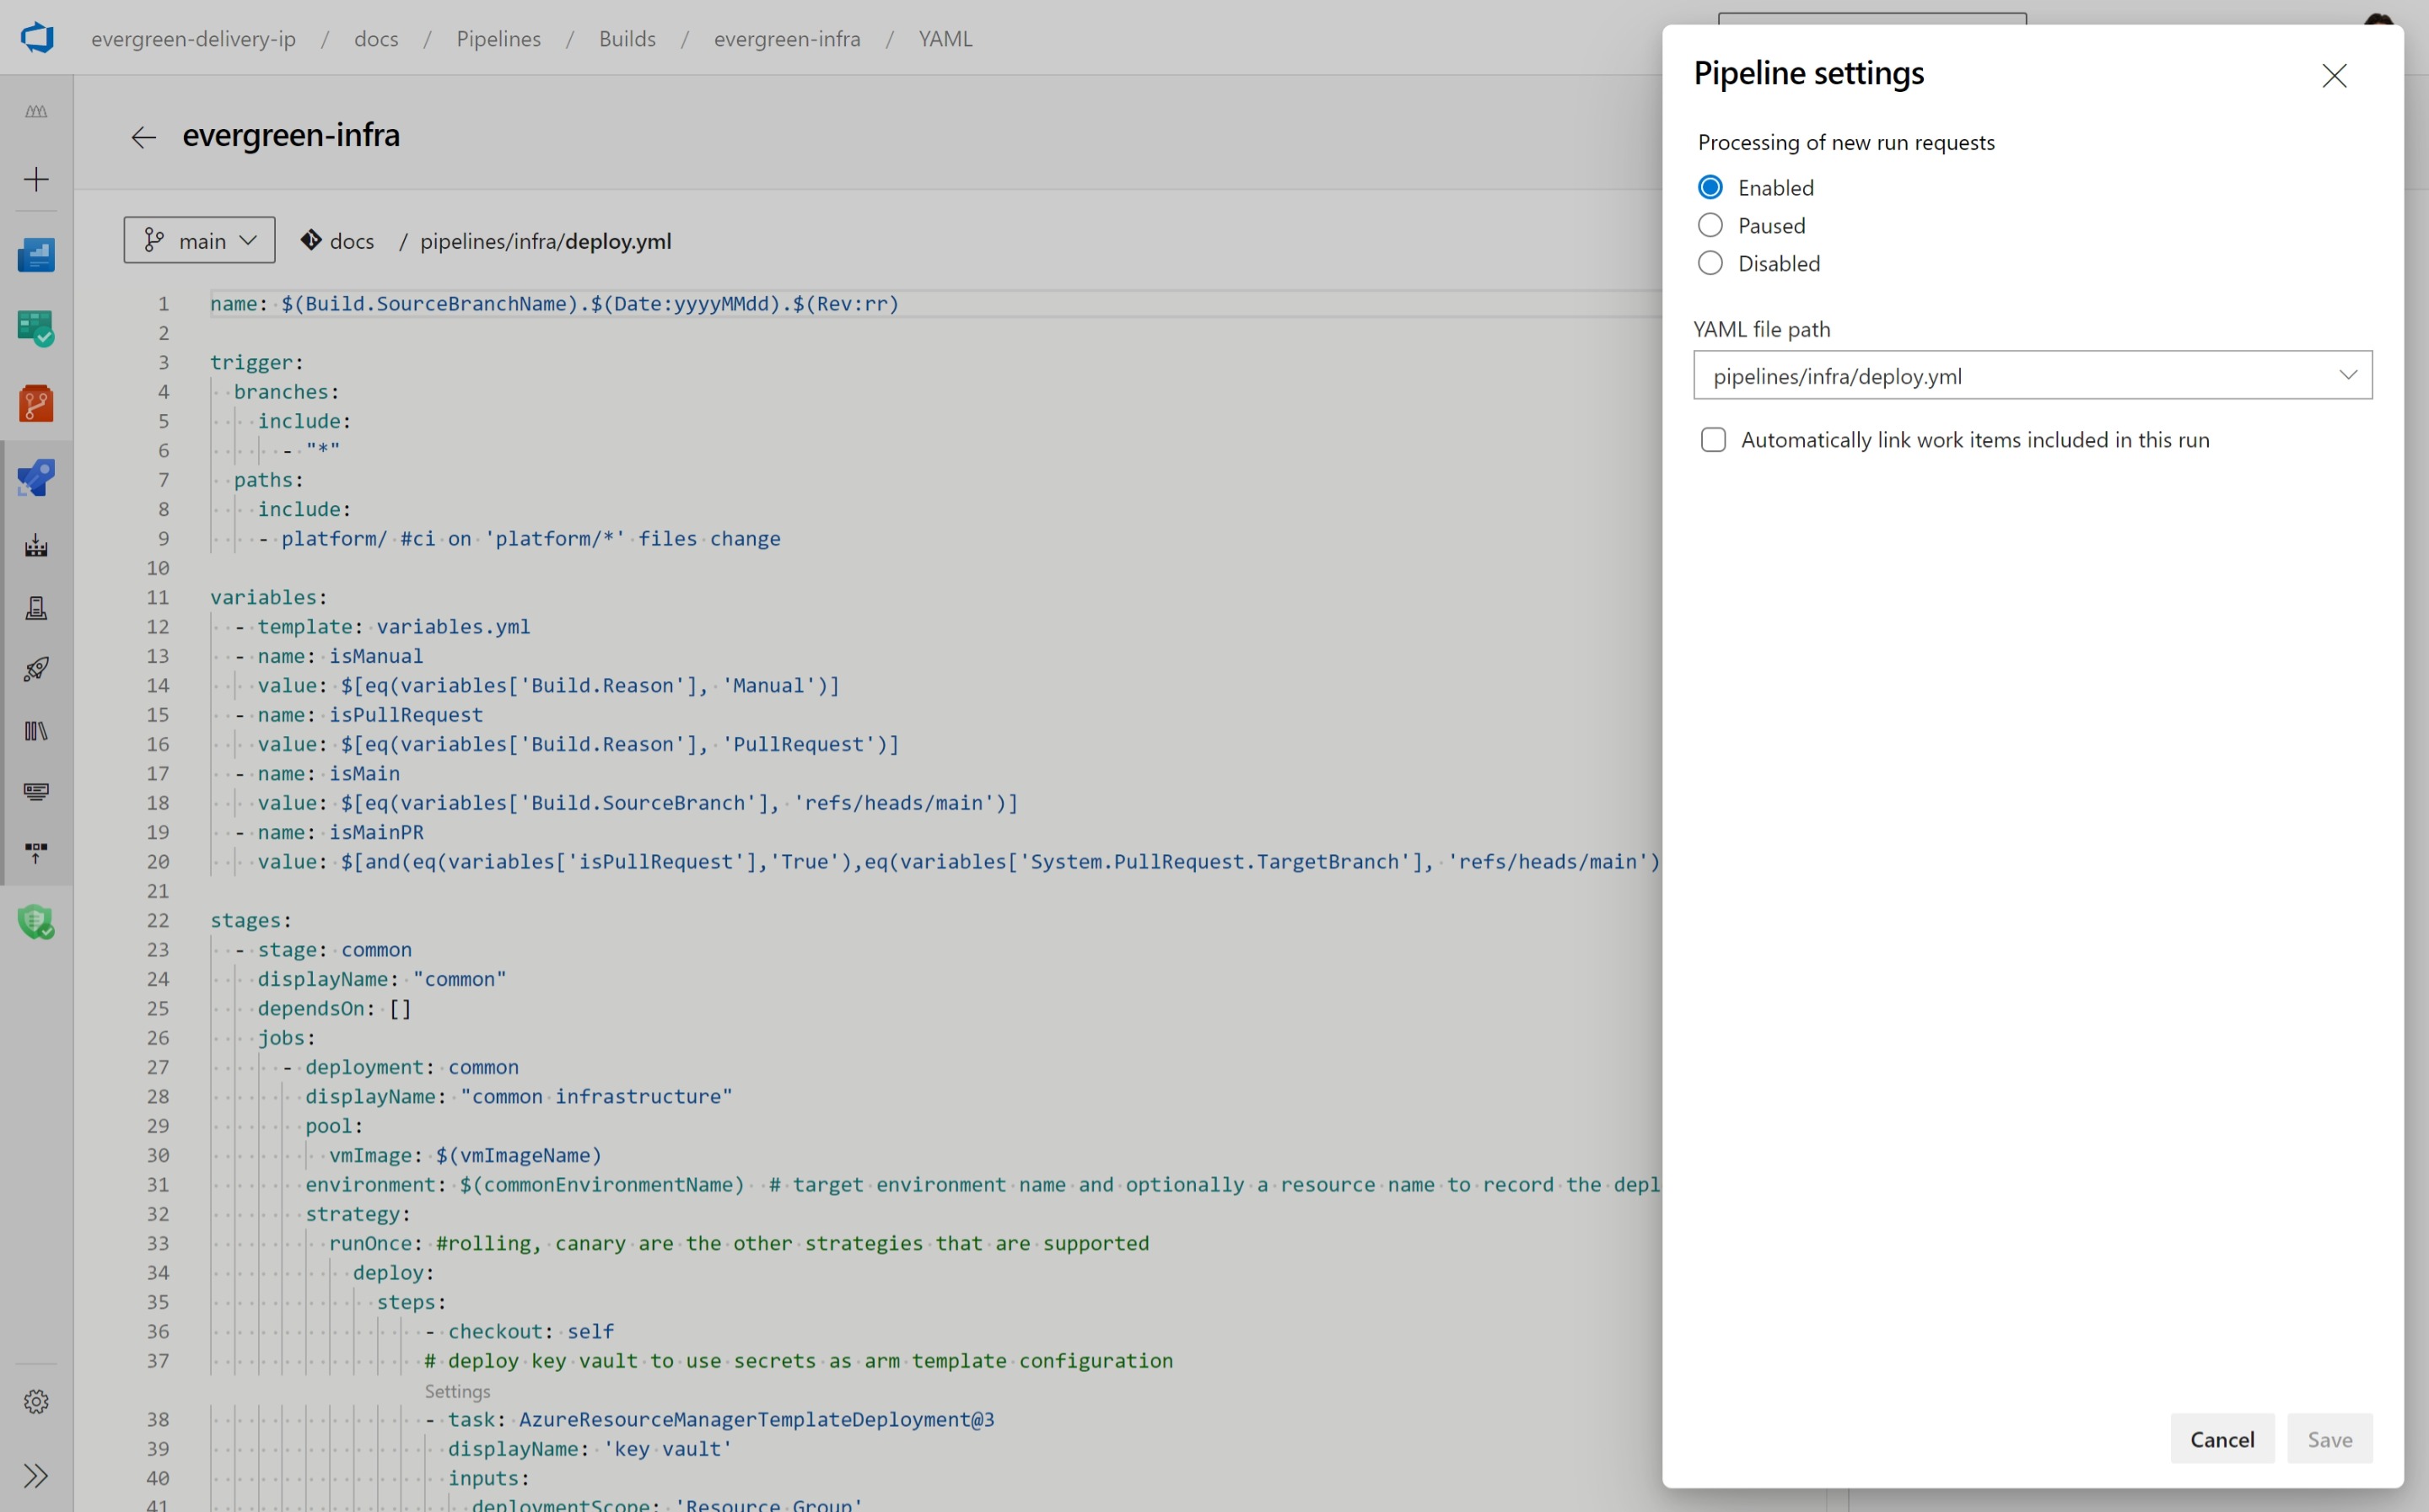 evergreen-delivery-ip / docs / Pipelines / Builds / evergreen-infra / YAML
evergreen-infra
main docs / pipelines/infra/deploy.yml
1 name: $(Build.SourceBranchName).$(Date:yyyyMMdd).$(Rev:rr)
2
3 trigger:
4 branches:
5 include:
6 - "*"
7 paths:
8 include:
9 - platform/ #ci on 'platform/*' files change
10
11 variables:
12 - template: variables.yml
13 - name: isManual
14 value: $[eq(variables['Build.Reason'], 'Manual')]
15 - name: isPullRequest
16 value: $[eq(variables['Build.Reason'], 'PullRequest')]
17 - name: isMain
18 value: $[eq(variables['Build.SourceBranch'], 'refs/heads/main')]
19 - name: isMainPR
20 value: $[and(eq(variables['isPullRequest'],'True'),eq(variables['System.PullRequest.TargetBranch'], 'refs/heads/main')
21
22 stages:
23 - stage: common
24 displayName: "common"
25 dependsOn: []
26 jobs:
27 - deployment: common
28 displayName: "common infrastructure"
29 pool:
30 vmImage: $(vmImageName)
31 environment: $(commonEnvironmentName) # target environment name and optionally a resource name to record the depl
32 strategy:
33 runOnce: #rolling, canary are the other strategies that are supported
34 deploy:
35 steps:
36 - checkout: self
37 # deploy key vault to use secrets as arm template configuration
Settings
38 - task: AzureResourceManagerTemplateDeployment@3
39 displayName: 'key vault'
40 inputs:
41 deploymentScope: 'Resource Group'
Pipeline settings
Processing of new run requests
Enabled
Paused
Disabled
YAML file path
pipelines/infra/deploy.yml
Automatically link work items included in this run
Cancel Save